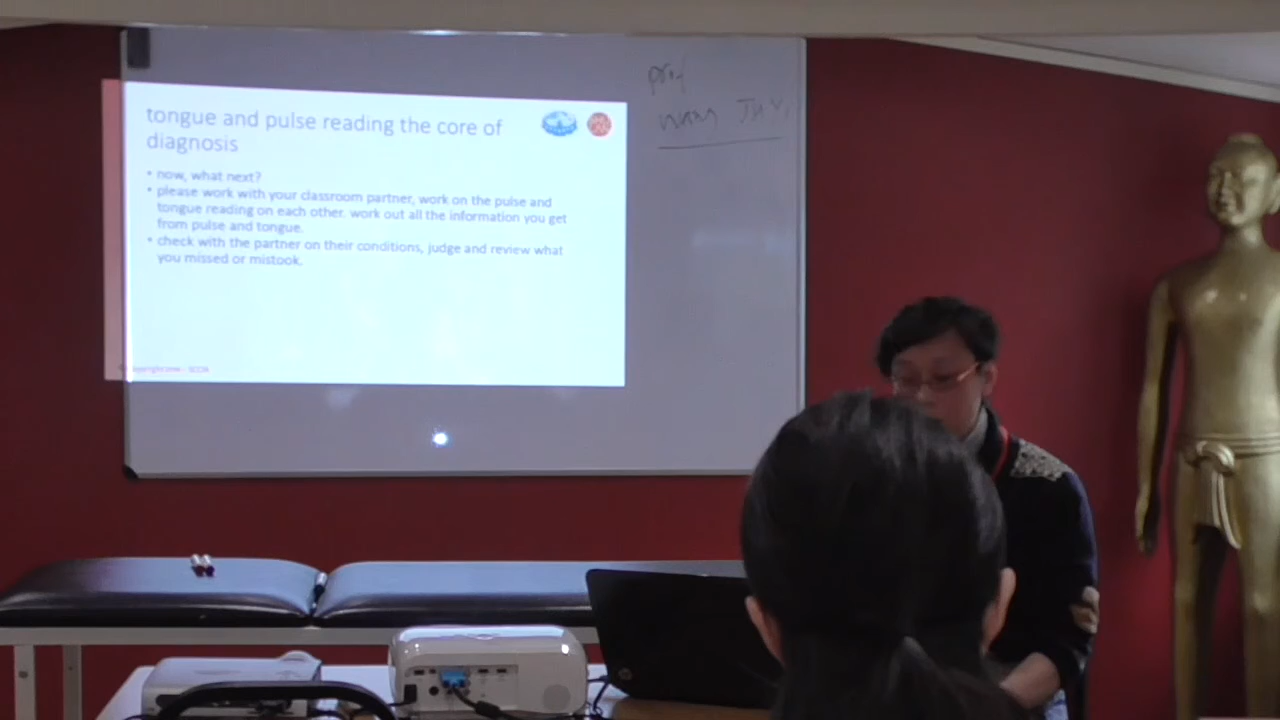 tongue and pulse reading the core of
diagnosis
• now, what next?
• please work with your classroom partner, work on the pulse and
tongue reading on each other. work out all the information you get
from pulse and tongue.
• check with the partner on their conditions, judge and review what
you missed or mistook.
prof
wang